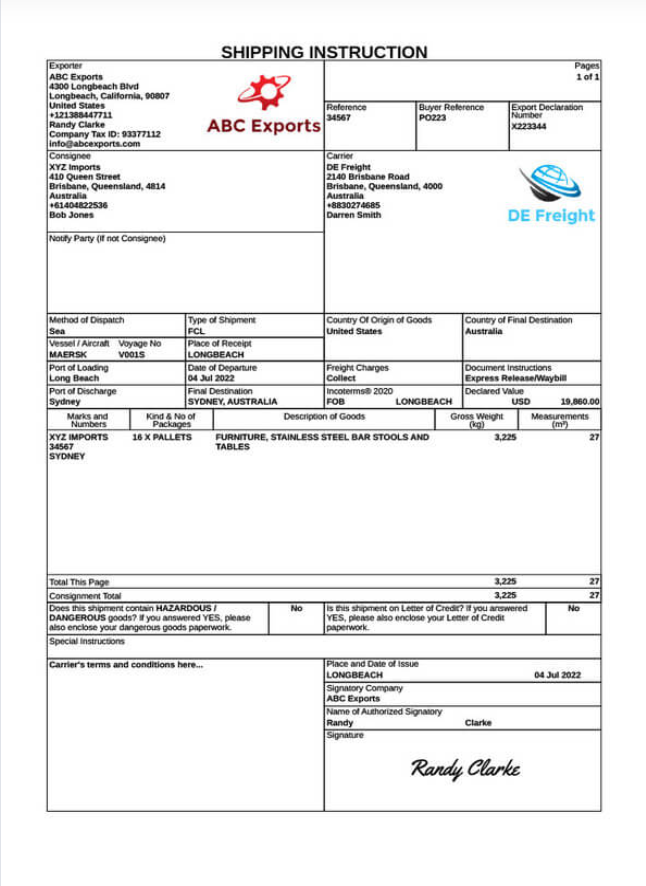 SHIPPING INSTRUCTION
Exporter
ABC Exports
4300 Longbeach Blvd
Longbeach, California, 90807
United States
+121388447711
Randy Clarke
Company Tax ID: 93377112
info@abcexports.com
ABC Exports
Pages
1 of 1
Reference
34567
Buyer Reference
PO223
Export Declaration
Number
X223344
Consignee
XYZ Imports
410 Queen Street
Brisbane, Queensland, 4814
Australia
+61404822536
Bob Jones
Carrier
DE Freight
2140 Brisbane Road
Brisbane, Queensland, 4000
Australia
+8830274685
Darren Smith
DE Freight
Notify Party (If not Consignee)
Method of Dispatch
Sea
Type of Shipment
FCL
Country Of Origin of Goods
United States
Country of Final Destination
Australia
Vessel / Aircraft Voyage No
MAERSK V001S
Place of Receipt
LONGBEACH
Port of Loading
Long Beach
Date of Departure
04 Jul 2022
Freight Charges
Collect
Document Instructions
Express Release/Waybill
Port of Discharge
Sydney
Final Destination
SYDNEY, AUSTRALIA
Incoterms® 2020
FOB LONGBEACH
Declared Value
USD 19,860.00
Marks and
Numbers
Kind & No of
Packages
Description of Goods
Gross Weight
(kg)
Measurements
(m³)
XYZ IMPORTS
34567
SYDNEY
16 X PALLETS
FURNITURE, STAINLESS STEEL BAR STOOLS AND
TABLES
3,225
27
Total This Page 3,225 27
Consignment Total 3,225 27
Does this shipment contain HAZARDOUS /
DANGEROUS goods? If you answered YES, please
also enclose your dangerous goods paperwork.
No
Is this shipment on Letter of Credit? If you answered
YES, please also enclose your Letter of Credit
paperwork.
No
Special Instructions
Carrier's terms and conditions here...
Place and Date of Issue
LONGBEACH 04 Jul 2022
Signatory Company
ABC Exports
Name of Authorized Signatory
Randy Clarke
Signature
Randy Clarke